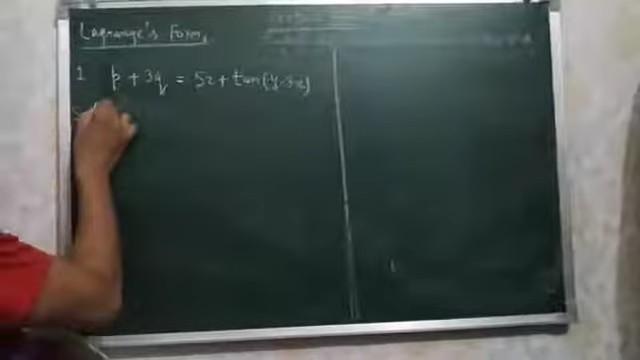 Lagrange's Form.
1 p + 3q = 5z + tan(y-3x)